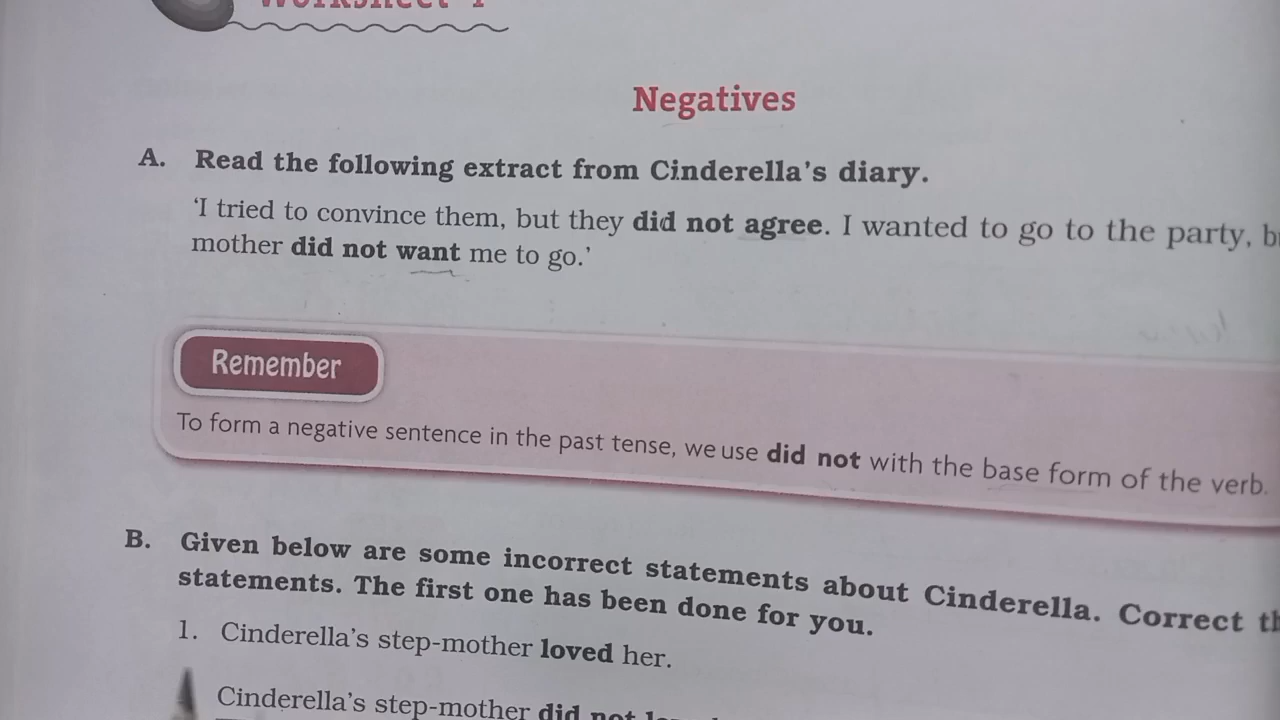 Worksheet 1
Negatives
A. Read the following extract from Cinderella's diary.
'I tried to convince them, but they did not agree. I wanted to go to the party,
mother did not want me to go.'
Remember
To form a negative sentence in the past tense, we use did not with the base form of the verb.
B. Given below are some incorrect statements about Cinderella. Correct
statements. The first one has been done for you.
1. Cinderella's step-mother loved her.
Cinderella's step-mother did not